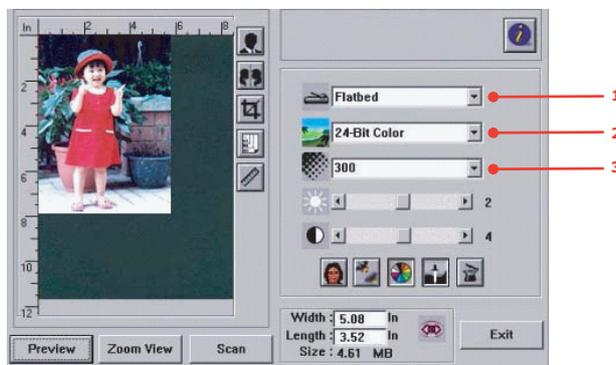 In 2 4 6 8
2
4
6
8
10
12
i
Flatbed 1
24-Bit Color 2
300 3
2
4
Width : 5.08 In
Length : 3.52 In
Size : 4.61 MB
Preview Zoom View Scan Exit